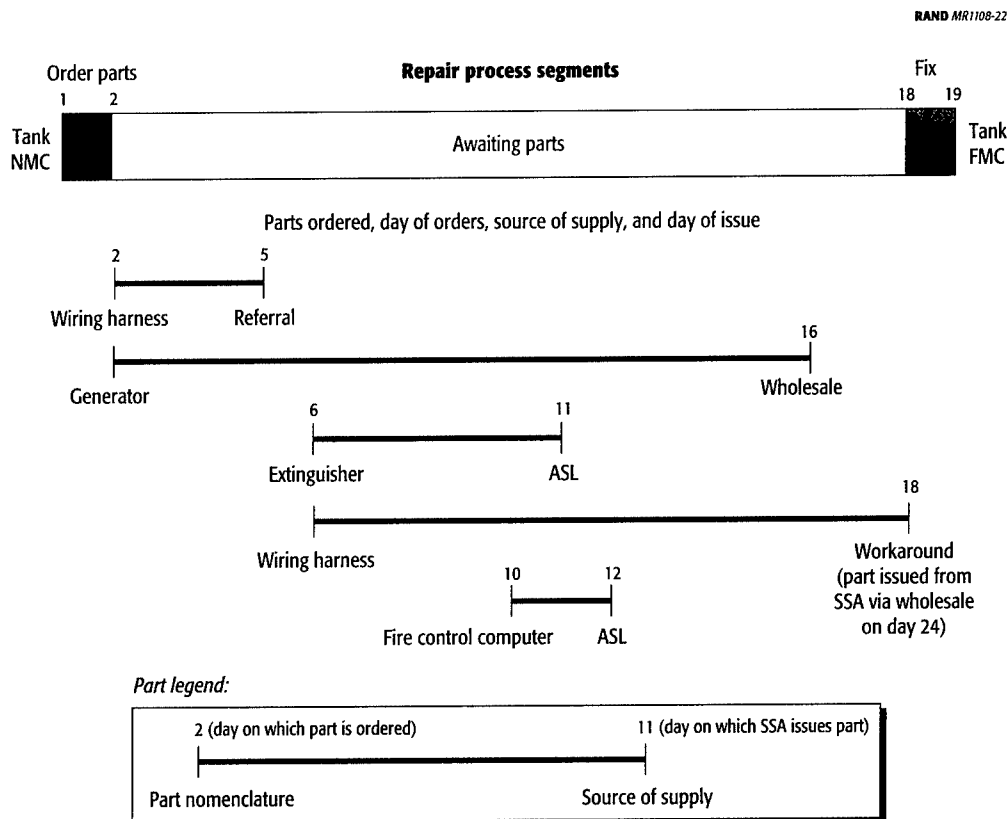 RAND MR1108-22
Order parts
Repair process segments
Fix
1 2 18 19
Tank
NMC
Awaiting parts
Tank
FMC
Parts ordered, day of orders, source of supply, and day of issue
2 5
Wiring harness Referral
16
Generator Wholesale
6 11
Extinguisher ASL
18
Wiring harness
Workaround
(part issued from
SSA via wholesale
on day 24)
10 12
Fire control computer ASL
Part legend:
2 (day on which part is ordered) 11 (day on which SSA issues part)
Part nomenclature Source of supply